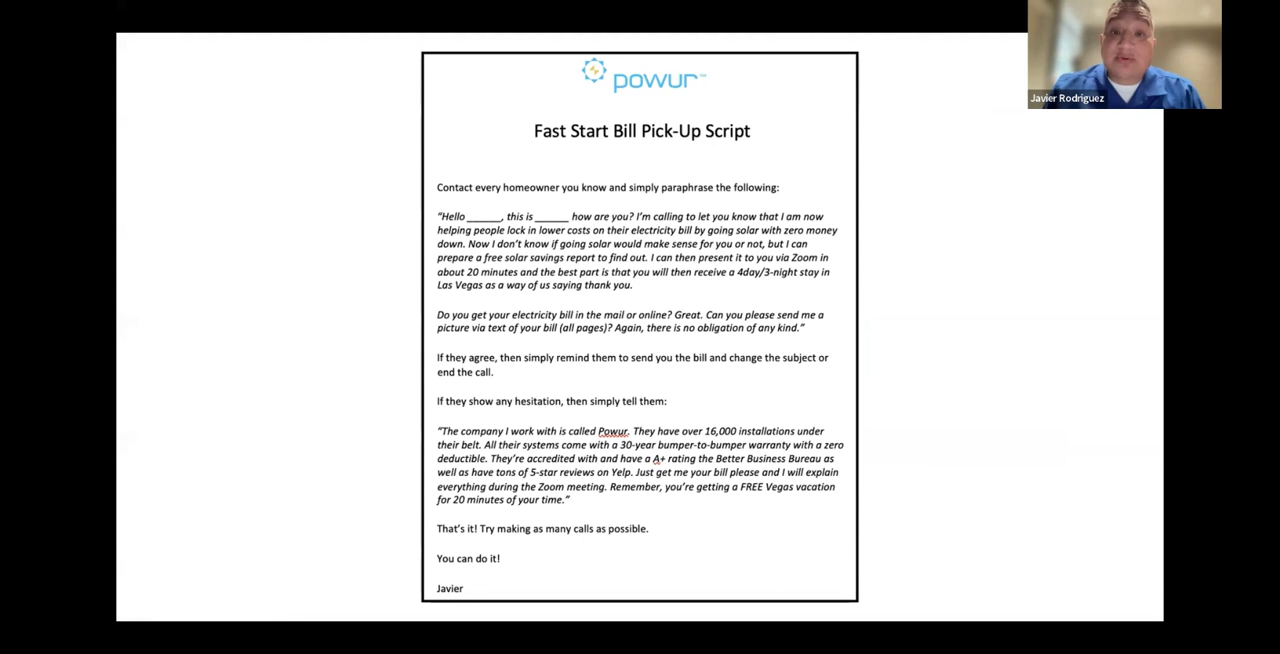 powur™
Javier Rodriguez
Fast Start Bill Pick-Up Script
Contact every homeowner you know and simply paraphrase the following:
“Hello ______, this is ______ how are you? I’m calling to let you know that I am now
helping people lock in lower costs on their electricity bill by going solar with zero money
down. Now I don’t know if going solar would make sense for you or not, but I can
prepare a free solar savings report to find out. I can then present it to you via Zoom in
about 20 minutes and the best part is that you will then receive a 4day/3-night stay in
Las Vegas as a way of us saying thank you.
Do you get your electricity bill in the mail or online? Great. Can you please send me a
picture via text of your bill (all pages)? Again, there is no obligation of any kind.”
If they agree, then simply remind them to send you the bill and change the subject or
end the call.
If they show any hesitation, then simply tell them:
“The company I work with is called Powur. They have over 16,000 installations under
their belt. All their systems come with a 30-year bumper-to-bumper warranty with a zero
deductible. They’re accredited with and have a A+ rating the Better Business Bureau as
well as have tons of 5-star reviews on Yelp. Just get me your bill please and I will explain
everything during the Zoom meeting. Remember, you’re getting a FREE Vegas vacation
for 20 minutes of your time.”
That’s it! Try making as many calls as possible.
You can do it!
Javier